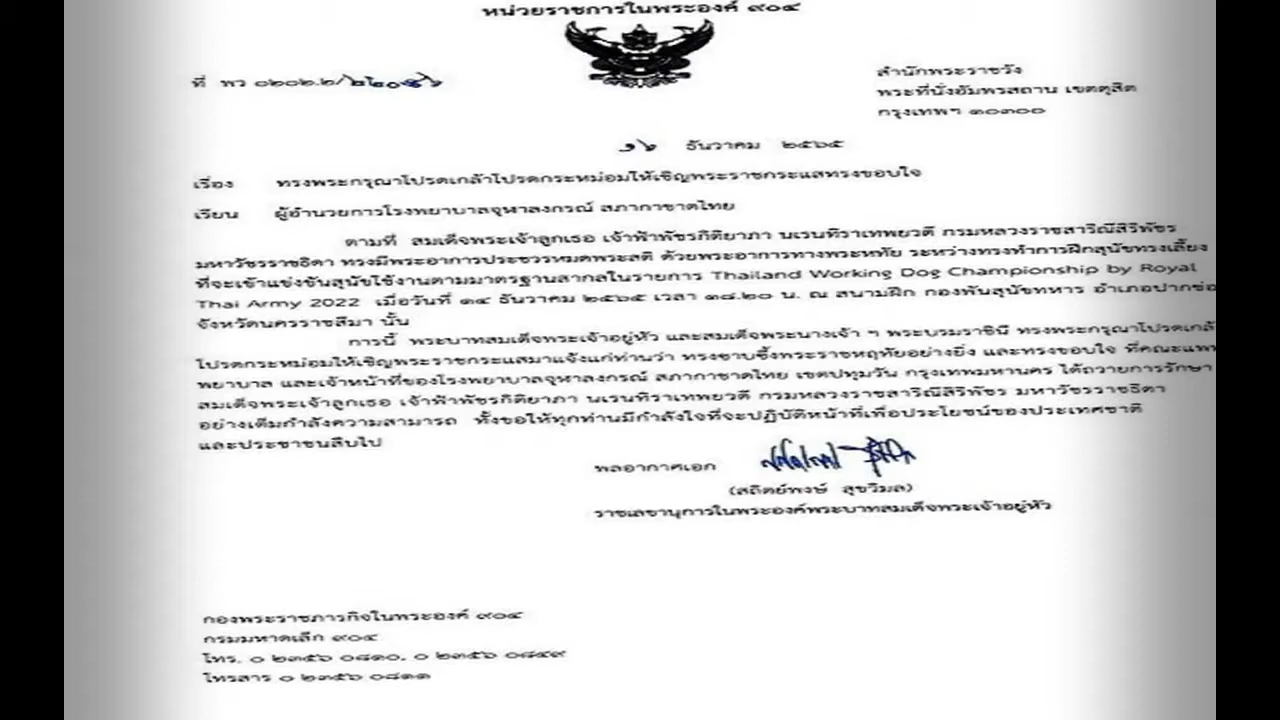 หน่วยราชการในพระองค์ ๙๐๔
ที่ พว ๐๒๐๒.๒/
สำนักพระราชวัง
พระที่นั่งอัมพรสถาน เขตดุสิต
กรุงเทพฯ ๑๐๓๐๐
๑๖ ธันวาคม ๒๕๖๕
เรื่อง ทรงพระกรุณาโปรดเกล้าโปรดกระหม่อมให้เชิญพระราชกระแสทรงขอบใจ
เรียน ผู้อำนวยการโรงพยาบาลจุฬาลงกรณ์ สภากาชาดไทย
ตามที่ สมเด็จพระเจ้าลูกเธอ เจ้าฟ้าพัชรกิติยาภา นเรนทิราเทพยวดี กรมหลวงราชสาริณีสิริพัชร
มหาวัชรราชธิดา ทรงมีพระอาการประชวรหมดพระสติ ด้วยพระอาการทางพระหทัย ระหว่างทรงทำการฝึกสุนัขทรงเลี้ยง
ที่จะเข้าแข่งขันสุนัขใช้งานตามมาตรฐานสากลในรายการ Thailand Working Dog Championship by Royal
Thai Army 2022 เมื่อวันที่ ๑๔ ธันวาคม ๒๕๖๕ เวลา ๑๘.๒๐ น. ณ สนามฝึก กองพันสุนัขทหาร อำเภอปากช่อ
จังหวัดนครราชสีมา นั้น
การนี้ พระบาทสมเด็จพระเจ้าอยู่หัว และสมเด็จพระนางเจ้า ฯ พระบรมราชินี ทรงพระกรุณาโปรดเกล้า
โปรดกระหม่อมให้เชิญพระราชกระแสมาแจ้งแก่ท่านว่า ทรงซาบซึ้งพระราชหฤทัยอย่างยิ่ง และทรงขอบใจ ที่คณะแพท
พยาบาล และเจ้าหน้าที่ของโรงพยาบาลจุฬาลงกรณ์ สภากาชาดไทย เขตปทุมวัน กรุงเทพมหานคร ได้ถวายการรักษา
สมเด็จพระเจ้าลูกเธอ เจ้าฟ้าพัชรกิติยาภา นเรนทิราเทพยวดี กรมหลวงราชสาริณีสิริพัชร มหาวัชรราชธิดา
อย่างเต็มกำลังความสามารถ ทั้งขอให้ทุกท่านมีกำลังใจที่จะปฏิบัติหน้าที่เพื่อประโยชน์ของประเทศชาติ
และประชาชนสืบไป
พลอากาศเอก
(สถิตย์พงษ์ สุขวิมล)
ราชเลขานุการในพระองค์พระบาทสมเด็จพระเจ้าอยู่หัว
กองพระราชภารกิจในพระองค์ ๙๐๔
กรมมหาดเล็ก ๙๐๔
โทร. ๐ ๒๓๕๖ ๐๘๑๐, ๐ ๒๓๕๖ ๐๘๔๙
โทรสาร ๐ ๒๓๕๖ ๐๘๑๑